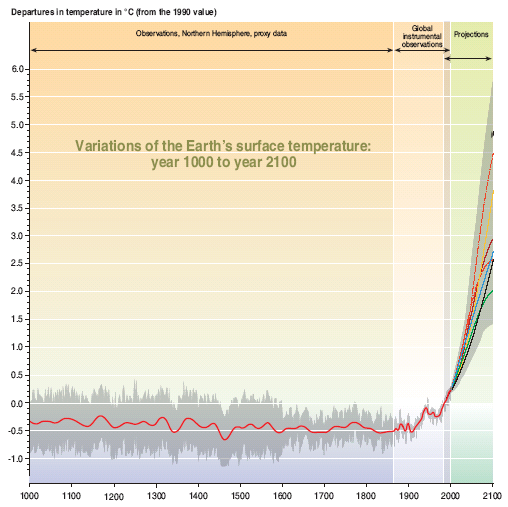 Departures in temperature in °C (from the 1990 value)
Observations, Northern Hemisphere, proxy data
Global
instrumental
observations
Projections
Variations of the Earth's surface temperature:
year 1000 to year 2100
6.0
5.5
5.0
4.5
4.0
3.5
3.0
2.5
2.0
1.5
1.0
0.5
0.0
-0.5
-1.0
1000 1100 1200 1300 1400 1500 1600 1700 1800 1900 2000 2100